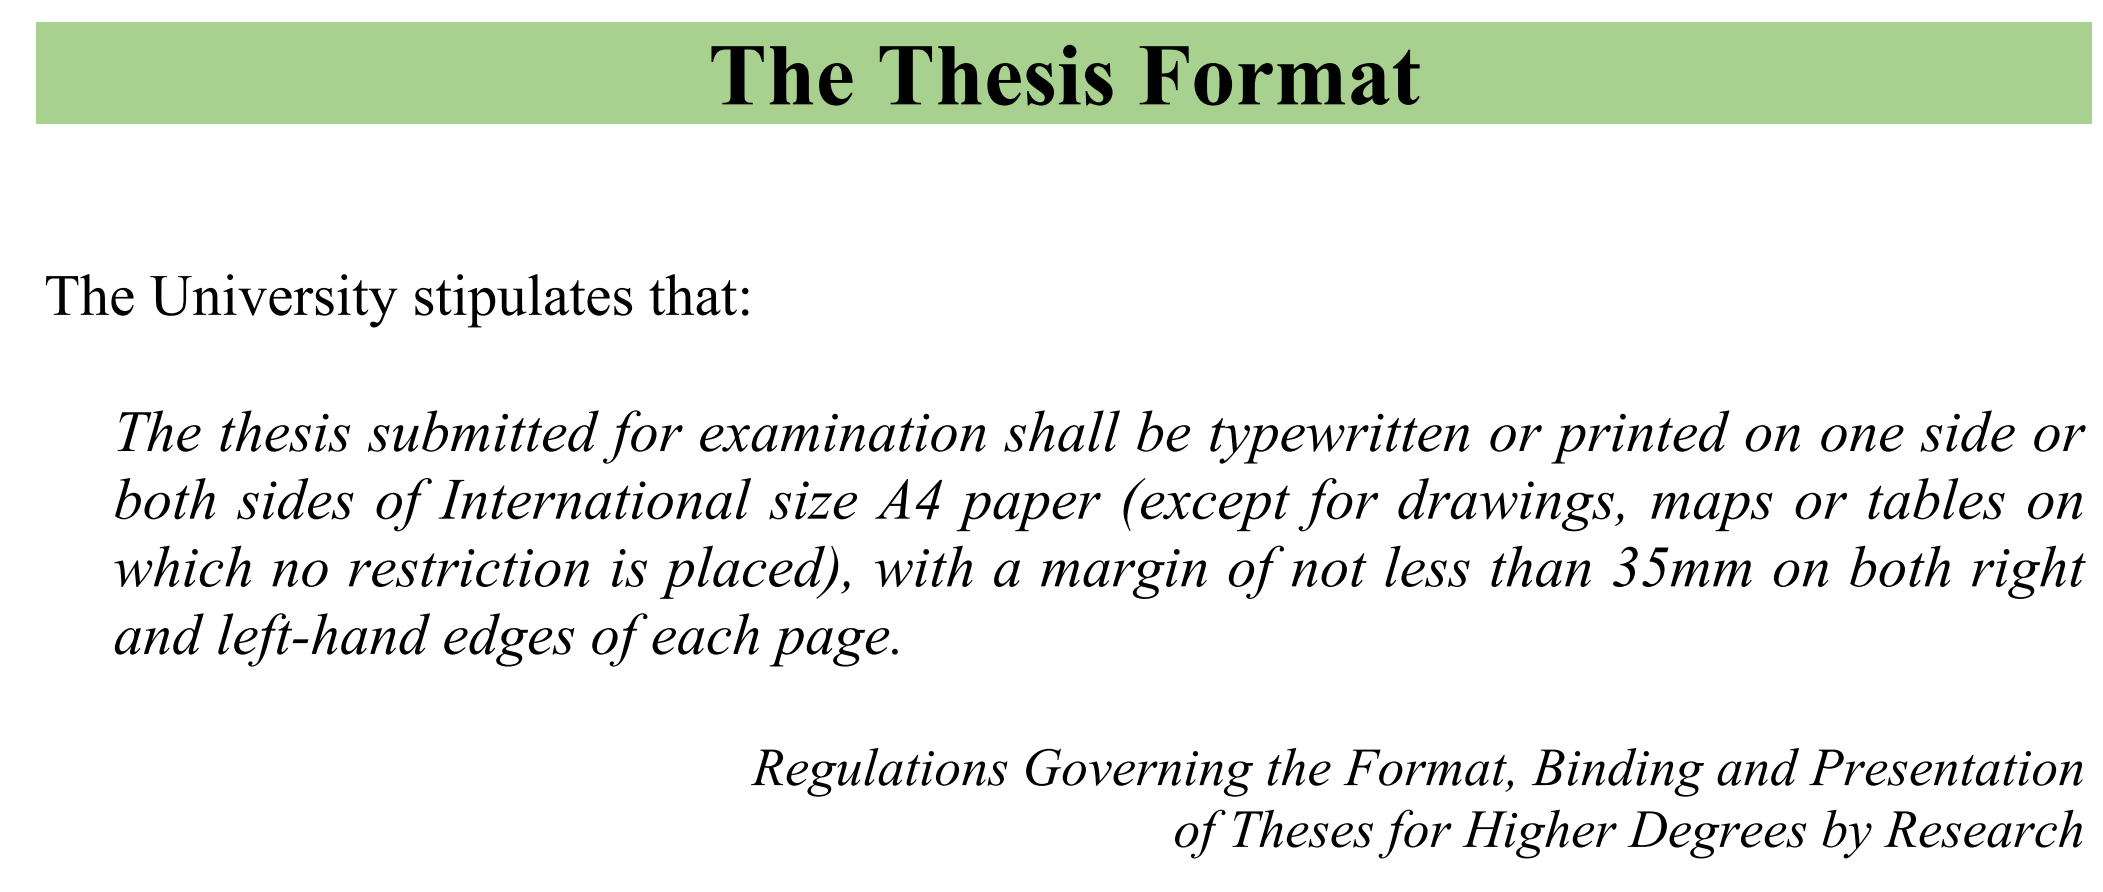 The Thesis Format
The University stipulates that:
The thesis submitted for examination shall be typewritten or printed on one side or
both sides of International size A4 paper (except for drawings, maps or tables on
which no restriction is placed), with a margin of not less than 35mm on both right
and left-hand edges of each page.
Regulations Governing the Format, Binding and Presentation
of Theses for Higher Degrees by Research